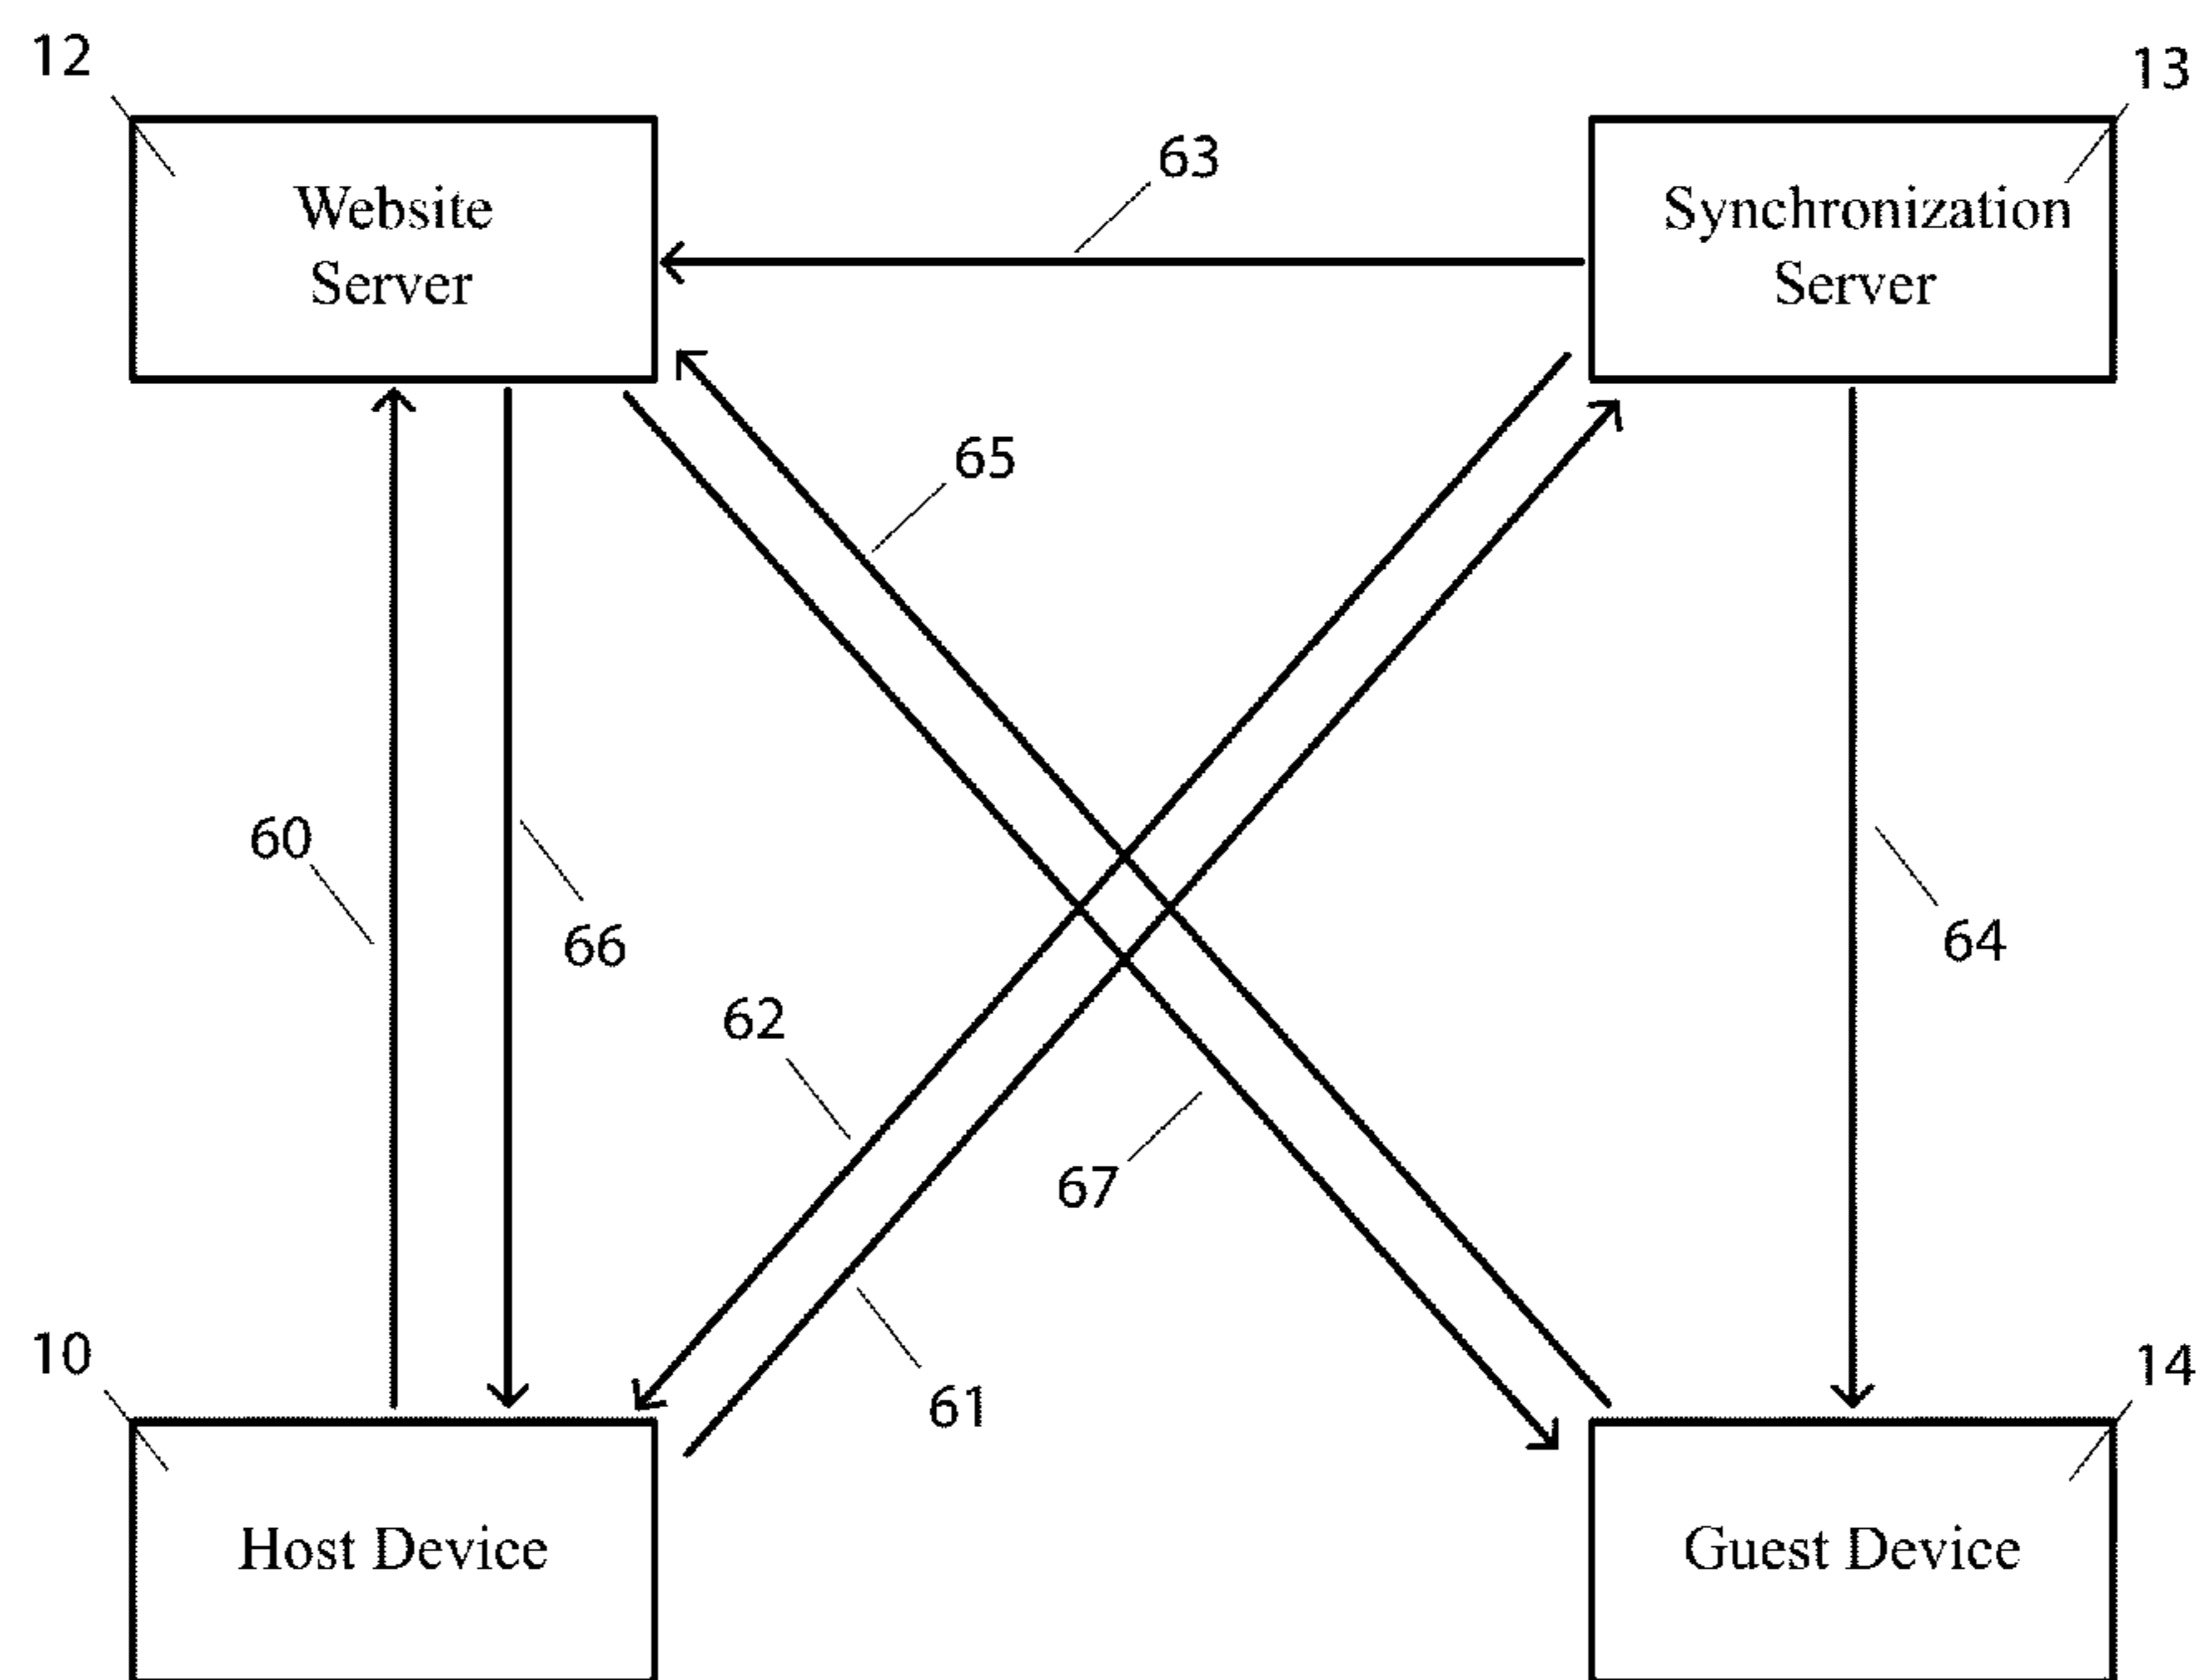 12
13
63
Website
Server
Synchronization
Server
65
60
66
64
62
67
61
10
14
Host Device
Guest Device